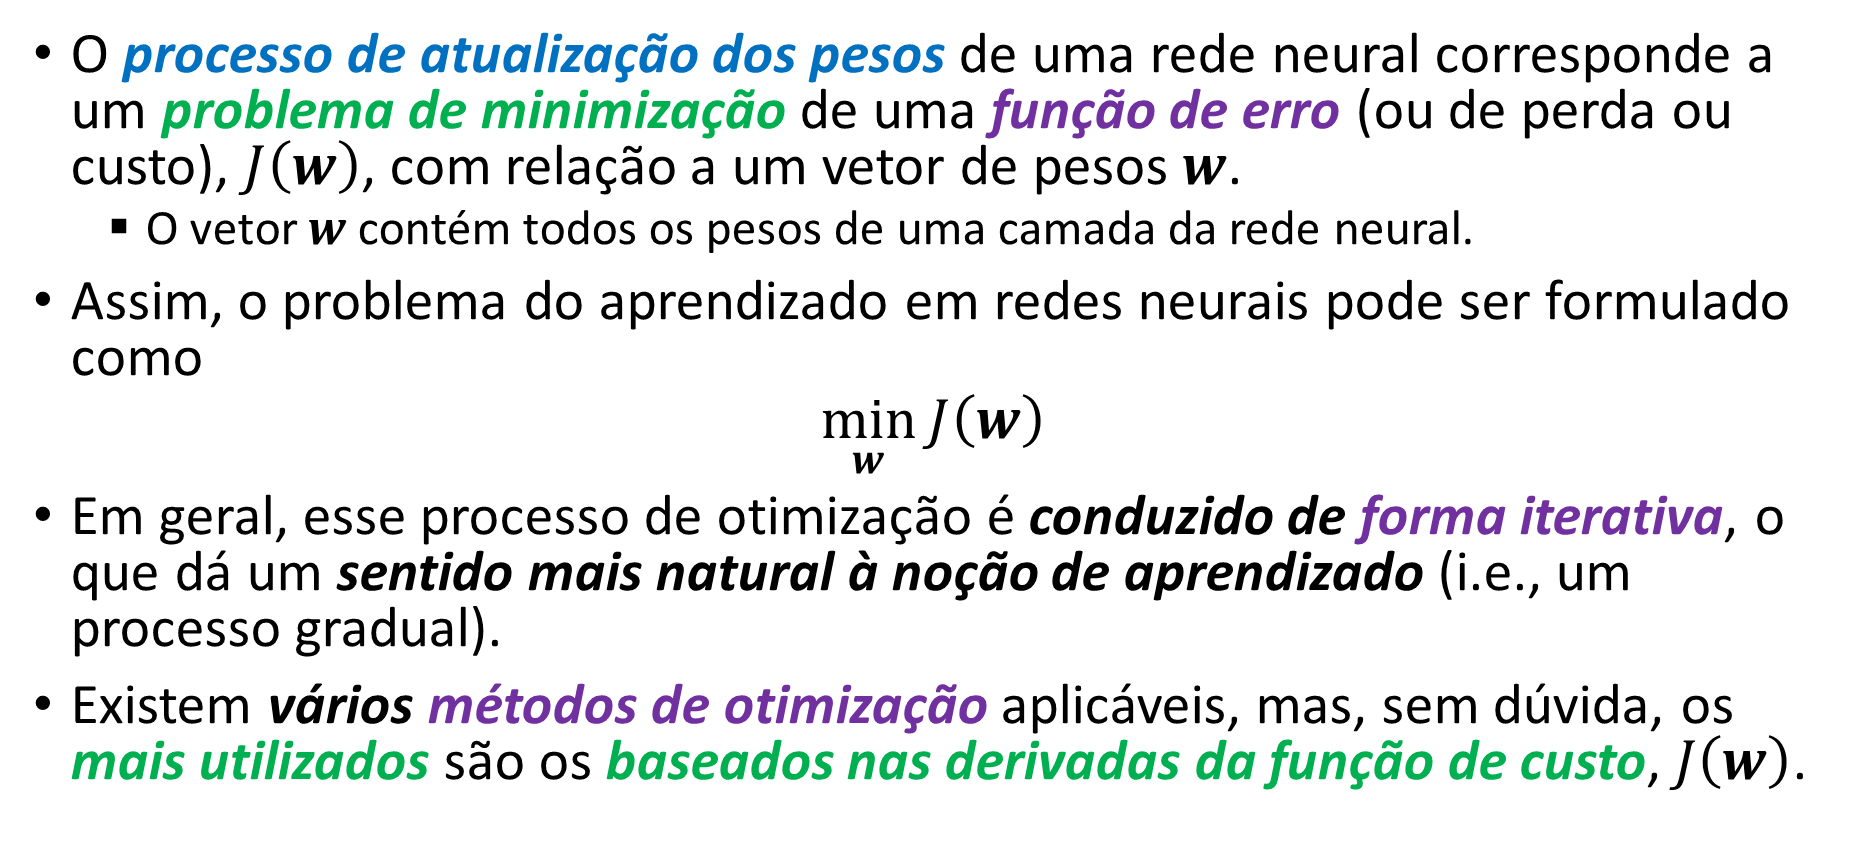 • O processo de atualização dos pesos de uma rede neural corresponde a
um problema de minimização de uma função de erro (ou de perda ou
custo), J(w), com relação a um vetor de pesos w.
▪ O vetor w contém todos os pesos de uma camada da rede neural.
• Assim, o problema do aprendizado em redes neurais pode ser formulado
como
min J(w)
w
• Em geral, esse processo de otimização é conduzido de forma iterativa, o
que dá um sentido mais natural à noção de aprendizado (i.e., um
processo gradual).
• Existem vários métodos de otimização aplicáveis, mas, sem dúvida, os
mais utilizados são os baseados nas derivadas da função de custo, J(w).